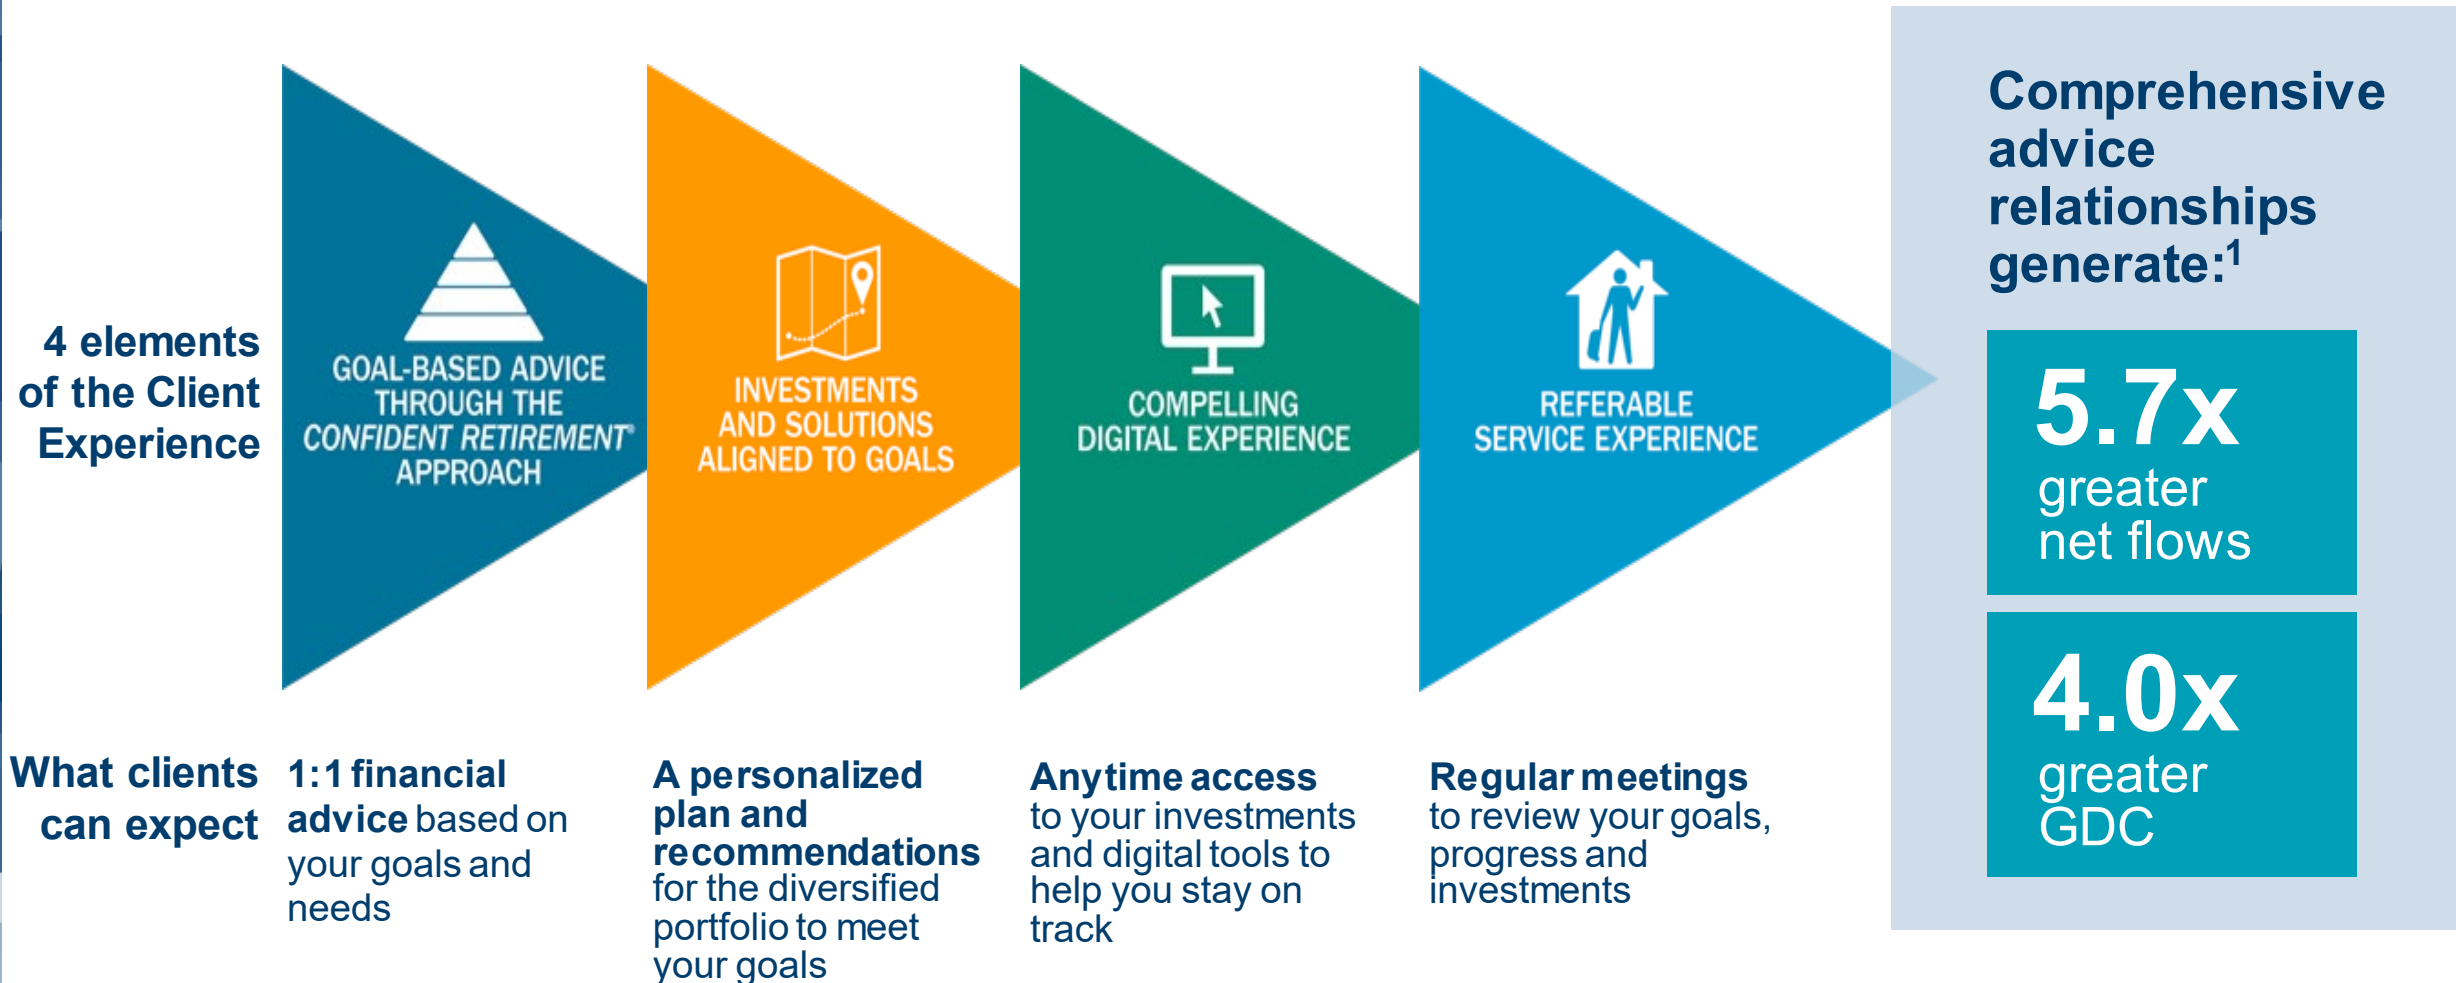 4 elements
of the Client
Experience
GOAL-BASED ADVICE
THROUGH THE
CONFIDENT RETIREMENT®
APPROACH
INVESTMENTS
AND SOLUTIONS
ALIGNED TO GOALS
COMPELLING
DIGITAL EXPERIENCE
REFERABLE
SERVICE EXPERIENCE
What clients
can expect
1:1 financial
advice based on
your goals and
needs
A personalized
plan and
recommendations
for the diversified
portfolio to meet
your goals
Anytime access
to your investments
and digital tools to
help you stay on
track
Regular meetings
to review your goals,
progress and
investments
Comprehensive
advice
relationships
generate:¹
5.7x
greater
net flows
4.0x
greater
GDC